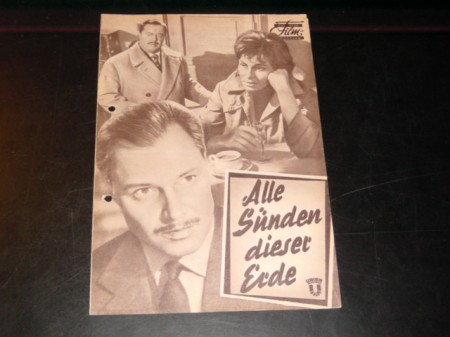 Film
Alle
Sünden
dieser
Erde